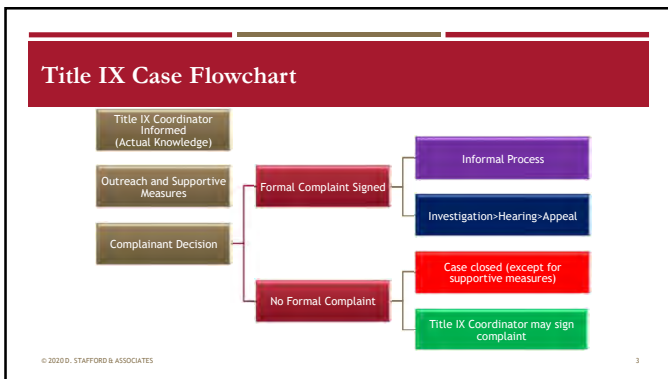 Title IX Case Flowchart
Title IX Coordinator
Informed
(Actual Knowledge)
Outreach and Supportive
Measures
Complainant Decision
Formal Complaint Signed
Informal Process
Investigation>Hearing>Appeal
No Formal Complaint
Case closed (except for
supportive measures)
Title IX Coordinator may sign
complaint
© 2020 D. STAFFORD & ASSOCIATES
3